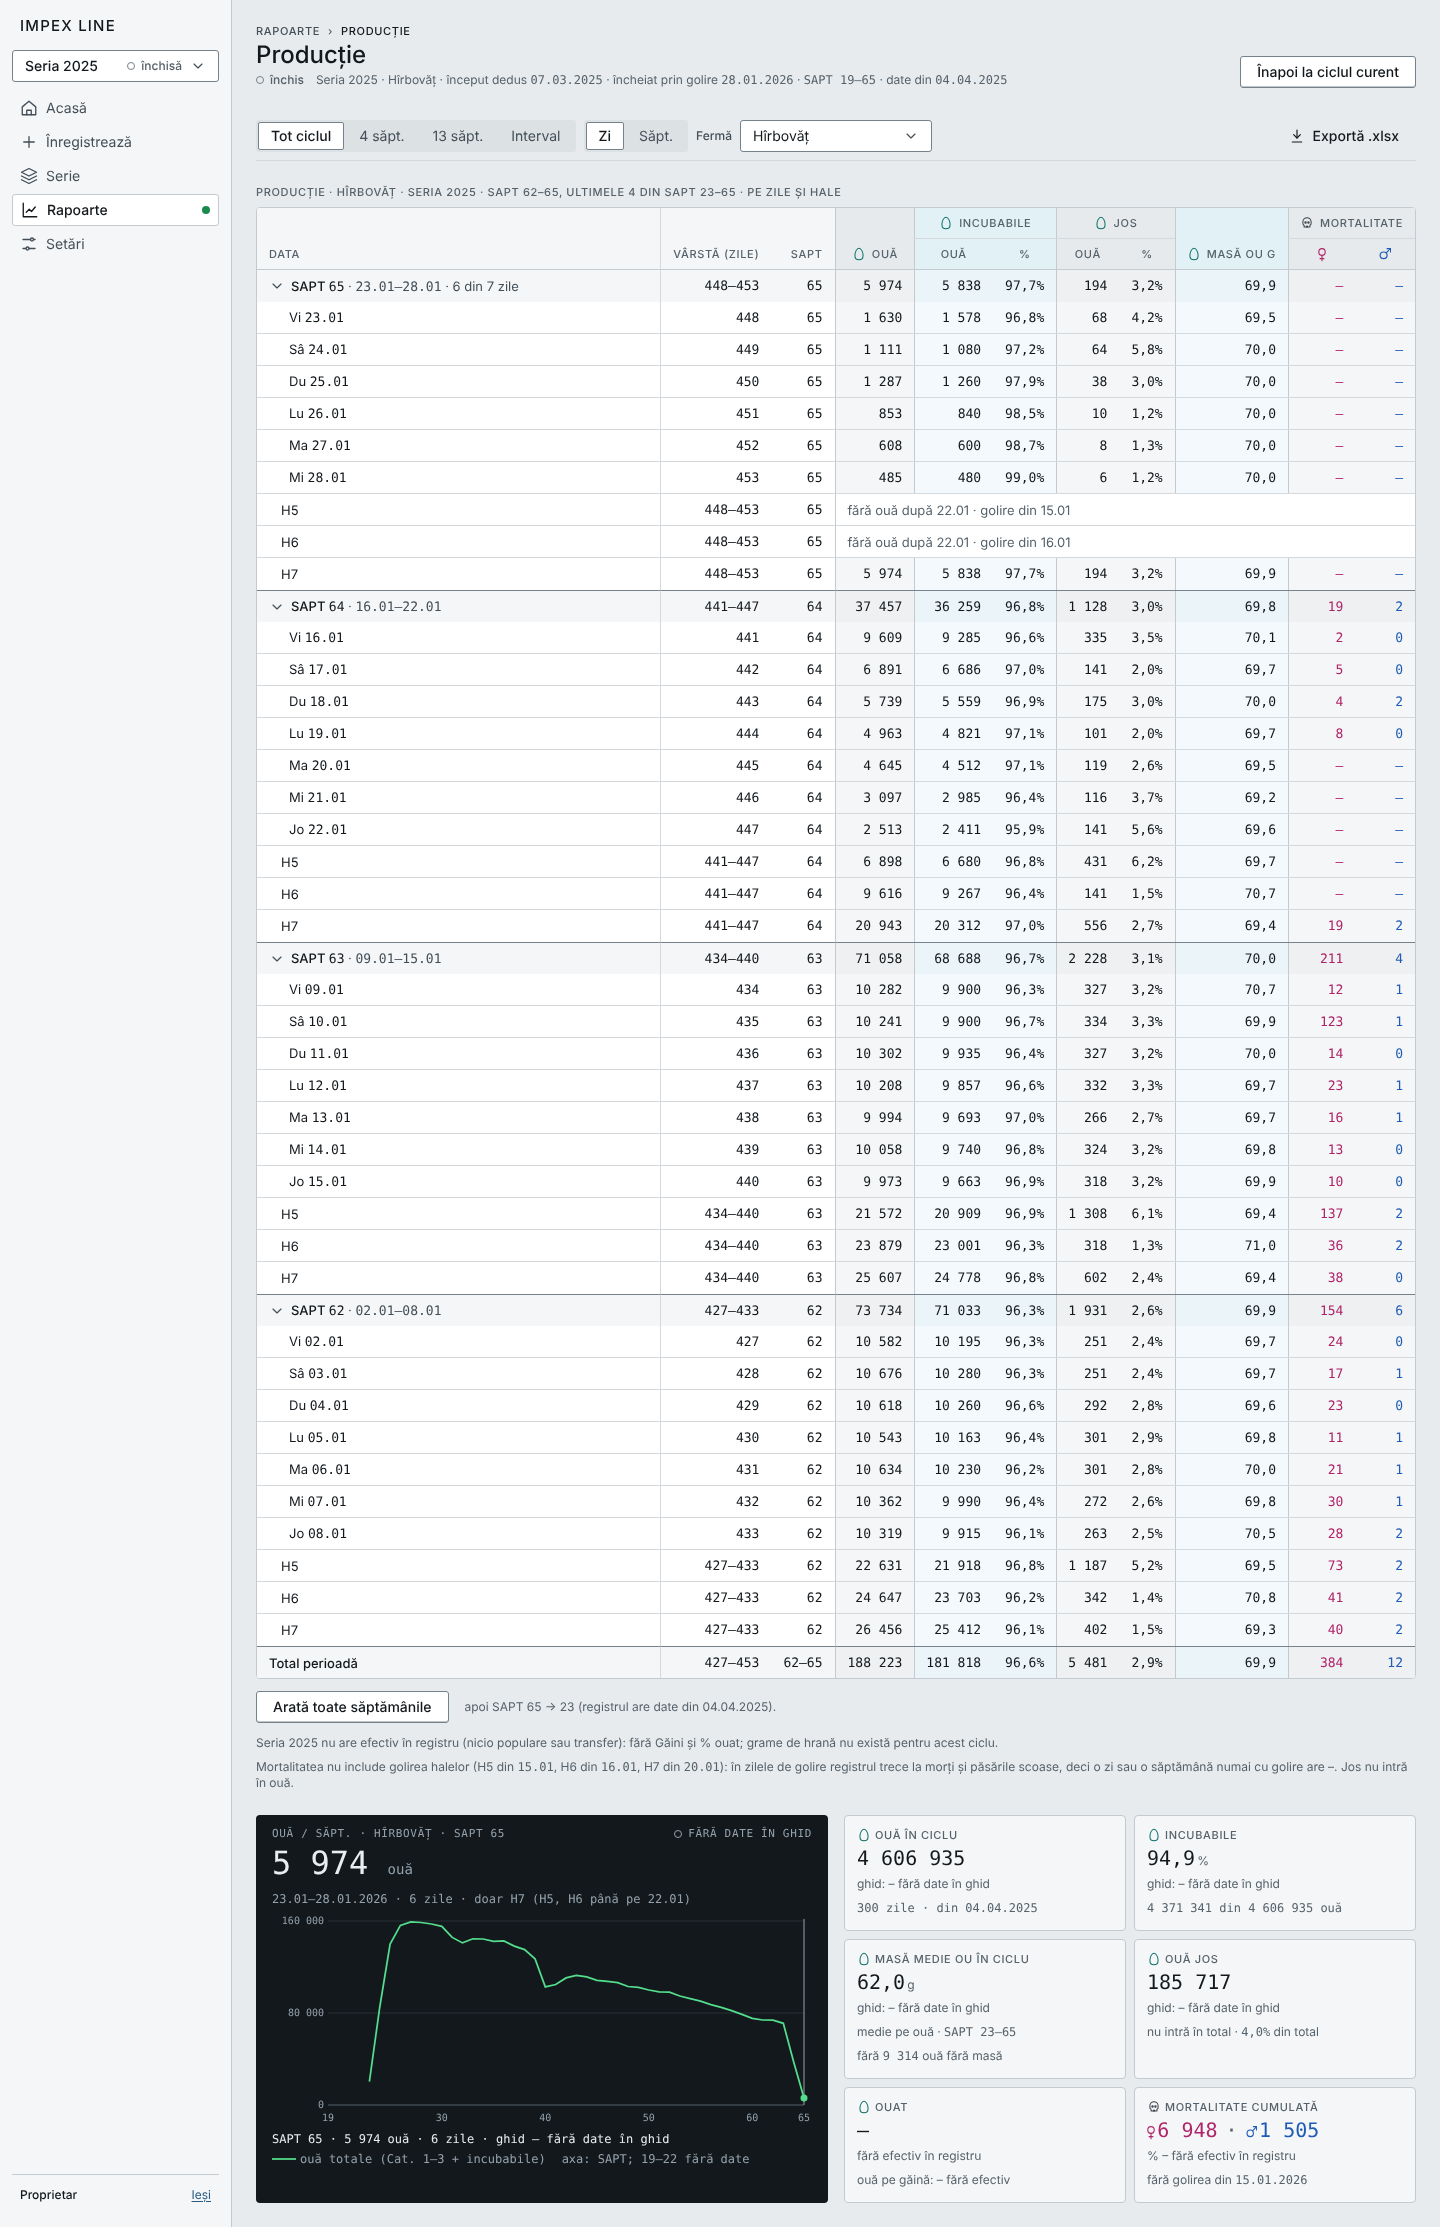 IMPEX LINE
Seria 2025 închisă
Acasă
Înregistrează
Serie
Rapoarte
Setări
Proprietar Ieși
RAPOARTE › PRODUCȚIE
Producție
închis Seria 2025 · Hîrbovăț · început dedus 07.03.2025 · încheiat prin golire 28.01.2026 · SAPT 19–65 · date din 04.04.2025
Înapoi la ciclul curent
Tot ciclul 4 săpt. 13 săpt. Interval Zi Săpt. Fermă Hîrbovăț Exportă .xlsx
PRODUCȚIE · HÎRBOVĂȚ · SERIA 2025 · SAPT 62–65, ULTIMELE 4 DIN SAPT 23–65 · PE ZILE ȘI HALE
INCUBABILE JOS MORTALITATE
DATA VÂRSTĂ (ZILE) SAPT OUĂ OUĂ % OUĂ % MASĂ OU G ♀ ♂
SAPT 65 · 23.01–28.01 · 6 din 7 zile 448–453 65 5 974 5 838 97,7% 194 3,2% 69,9 – –
Vi 23.01 448 65 1 630 1 578 96,8% 68 4,2% 69,5 – –
Sâ 24.01 449 65 1 111 1 080 97,2% 64 5,8% 70,0 – –
Du 25.01 450 65 1 287 1 260 97,9% 38 3,0% 70,0 – –
Lu 26.01 451 65 853 840 98,5% 10 1,2% 70,0 – –
Ma 27.01 452 65 608 600 98,7% 8 1,3% 70,0 – –
Mi 28.01 453 65 485 480 99,0% 6 1,2% 70,0 – –
H5 448–453 65 fără ouă după 22.01 · golire din 15.01
H6 448–453 65 fără ouă după 22.01 · golire din 16.01
H7 448–453 65 5 974 5 838 97,7% 194 3,2% 69,9 – –
SAPT 64 · 16.01–22.01 441–447 64 37 457 36 259 96,8% 1 128 3,0% 69,8 19 2
Vi 16.01 441 64 9 609 9 285 96,6% 335 3,5% 70,1 2 0
Sâ 17.01 442 64 6 891 6 686 97,0% 141 2,0% 69,7 5 0
Du 18.01 443 64 5 739 5 559 96,9% 175 3,0% 70,0 4 2
Lu 19.01 444 64 4 963 4 821 97,1% 101 2,0% 69,7 8 0
Ma 20.01 445 64 4 645 4 512 97,1% 119 2,6% 69,5 – –
Mi 21.01 446 64 3 097 2 985 96,4% 116 3,7% 69,2 – –
Jo 22.01 447 64 2 513 2 411 95,9% 141 5,6% 69,6 – –
H5 441–447 64 6 898 6 680 96,8% 431 6,2% 69,7 – –
H6 441–447 64 9 616 9 267 96,4% 141 1,5% 70,7 – –
H7 441–447 64 20 943 20 312 97,0% 556 2,7% 69,4 19 2
SAPT 63 · 09.01–15.01 434–440 63 71 058 68 688 96,7% 2 228 3,1% 70,0 211 4
Vi 09.01 434 63 10 282 9 900 96,3% 327 3,2% 70,7 12 1
Sâ 10.01 435 63 10 241 9 900 96,7% 334 3,3% 69,9 123 1
Du 11.01 436 63 10 302 9 935 96,4% 327 3,2% 70,0 14 0
Lu 12.01 437 63 10 208 9 857 96,6% 332 3,3% 69,7 23 1
Ma 13.01 438 63 9 994 9 693 97,0% 266 2,7% 69,7 16 1
Mi 14.01 439 63 10 058 9 740 96,8% 324 3,2% 69,8 13 0
Jo 15.01 440 63 9 973 9 663 96,9% 318 3,2% 69,9 10 0
H5 434–440 63 21 572 20 909 96,9% 1 308 6,1% 69,4 137 2
H6 434–440 63 23 879 23 001 96,3% 318 1,3% 71,0 36 2
H7 434–440 63 25 607 24 778 96,8% 602 2,4% 69,4 38 0
SAPT 62 · 02.01–08.01 427–433 62 73 734 71 033 96,3% 1 931 2,6% 69,9 154 6
Vi 02.01 427 62 10 582 10 195 96,3% 251 2,4% 69,7 24 0
Sâ 03.01 428 62 10 676 10 280 96,3% 251 2,4% 69,7 17 1
Du 04.01 429 62 10 618 10 260 96,6% 292 2,8% 69,6 23 0
Lu 05.01 430 62 10 543 10 163 96,4% 301 2,9% 69,8 11 1
Ma 06.01 431 62 10 634 10 230 96,2% 301 2,8% 70,0 21 1
Mi 07.01 432 62 10 362 9 990 96,4% 272 2,6% 69,8 30 1
Jo 08.01 433 62 10 319 9 915 96,1% 263 2,5% 70,5 28 2
H5 427–433 62 22 631 21 918 96,8% 1 187 5,2% 69,5 73 2
H6 427–433 62 24 647 23 703 96,2% 342 1,4% 70,8 41 2
H7 427–433 62 26 456 25 412 96,1% 402 1,5% 69,3 40 2
Total perioadă 427–453 62–65 188 223 181 818 96,6% 5 481 2,9% 69,9 384 12
Arată toate săptămânile apoi SAPT 65 → 23 (registrul are date din 04.04.2025).
Seria 2025 nu are efectiv în registru (nicio populare sau transfer): fără Găini și % ouat; grame de hrană nu există pentru acest ciclu.
Mortalitatea nu include golirea halelor (H5 din 15.01, H6 din 16.01, H7 din 20.01): în zilele de golire registrul trece la morți și păsările scoase, deci o zi sau o săptămână numai cu golire are –. Jos nu intră
în ouă.
OUĂ / SĂPT. · HÎRBOVĂȚ · SAPT 65 FĂRĂ DATE ÎN GHID
5 974 ouă
23.01–28.01.2026 · 6 zile · doar H7 (H5, H6 până pe 22.01)
160 000
80 000
0
19 30 40 50 60 65
SAPT 65 · 5 974 ouă · 6 zile · ghid – fără date în ghid
ouă totale (Cat. 1–3 + incubabile) axa: SAPT; 19–22 fără date
OUĂ ÎN CICLU
4 606 935
ghid: – fără date în ghid
300 zile · din 04.04.2025
INCUBABILE
94,9 %
ghid: – fără date în ghid
4 371 341 din 4 606 935 ouă
MASĂ MEDIE OU ÎN CICLU
62,0 g
ghid: – fără date în ghid
medie pe ouă · SAPT 23–65
fără 9 314 ouă fără masă
OUĂ JOS
185 717
ghid: – fără date în ghid
nu intră în total · 4,0% din total
OUAT
–
fără efectiv în registru
ouă pe găină: – fără efectiv
MORTALITATE CUMULATĂ
♀6 948 · ♂1 505
% – fără efectiv în registru
fără golirea din 15.01.2026